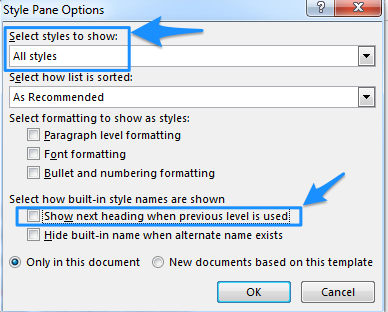 Style Pane Options
?
Select styles to show:
All styles
Select how list is sorted:
As Recommended
Select formatting to show as styles:
Paragraph level formatting
Font formatting
Bullet and numbering formatting
Select how built-in style names are shown
Show next heading when previous level is used
Hide built-in name when alternate name exists
Only in this document New documents based on this template
OK Cancel